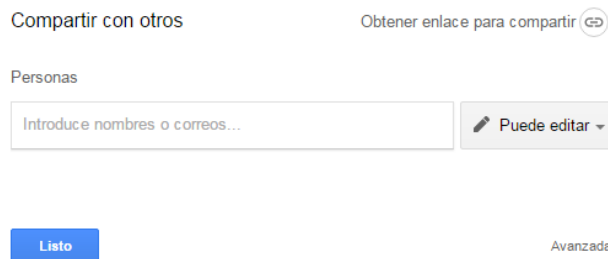 Compartir con otros
Obtener enlace para compartir
Personas
Introduce nombres o correos...
Puede editar
Listo
Avanzada